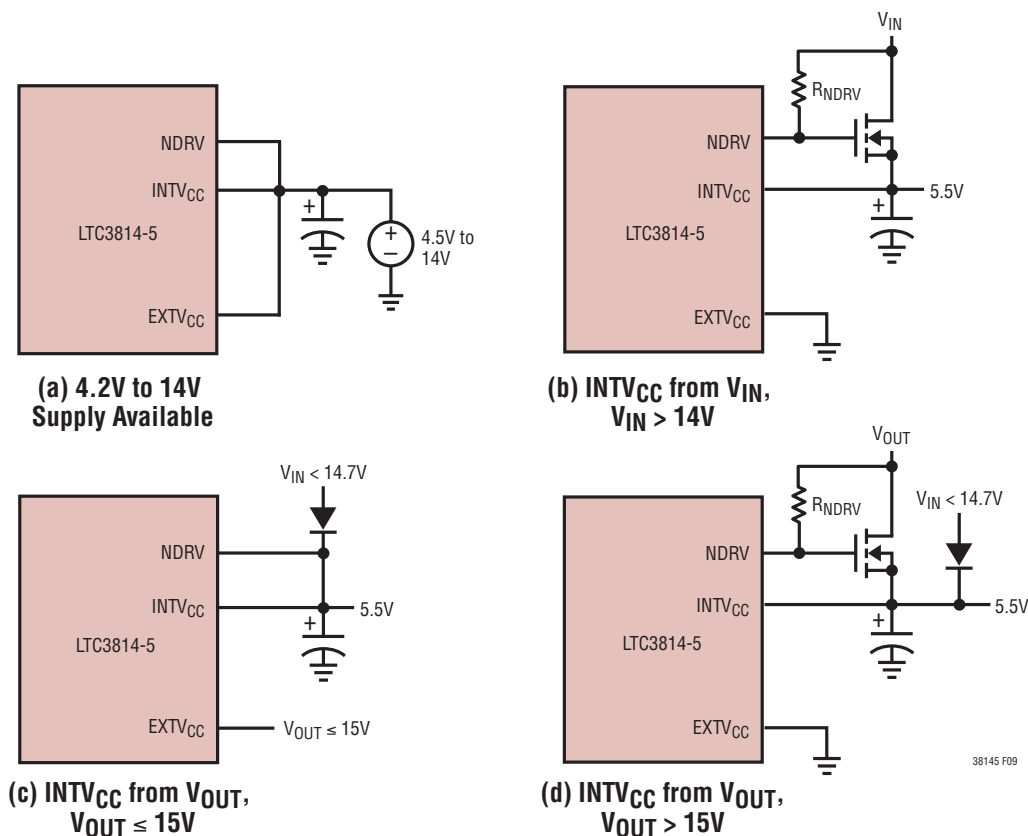 NDRV
INTVCC
LTC3814-5
EXTVCC
+
+
−
4.5V to
14V
(a) 4.2V to 14V
Supply Available
VIN
RNDRV
NDRV
INTVCC
5.5V
+
LTC3814-5
EXTVCC
(b) INTVCC from VIN,
VIN > 14V
VIN < 14.7V
NDRV
INTVCC
5.5V
+
LTC3814-5
EXTVCC
VOUT ≤ 15V
(c) INTVCC from VOUT,
VOUT ≤ 15V
VOUT
RNDRV
VIN < 14.7V
NDRV
INTVCC
5.5V
+
LTC3814-5
EXTVCC
38145 F09
(d) INTVCC from VOUT,
VOUT > 15V